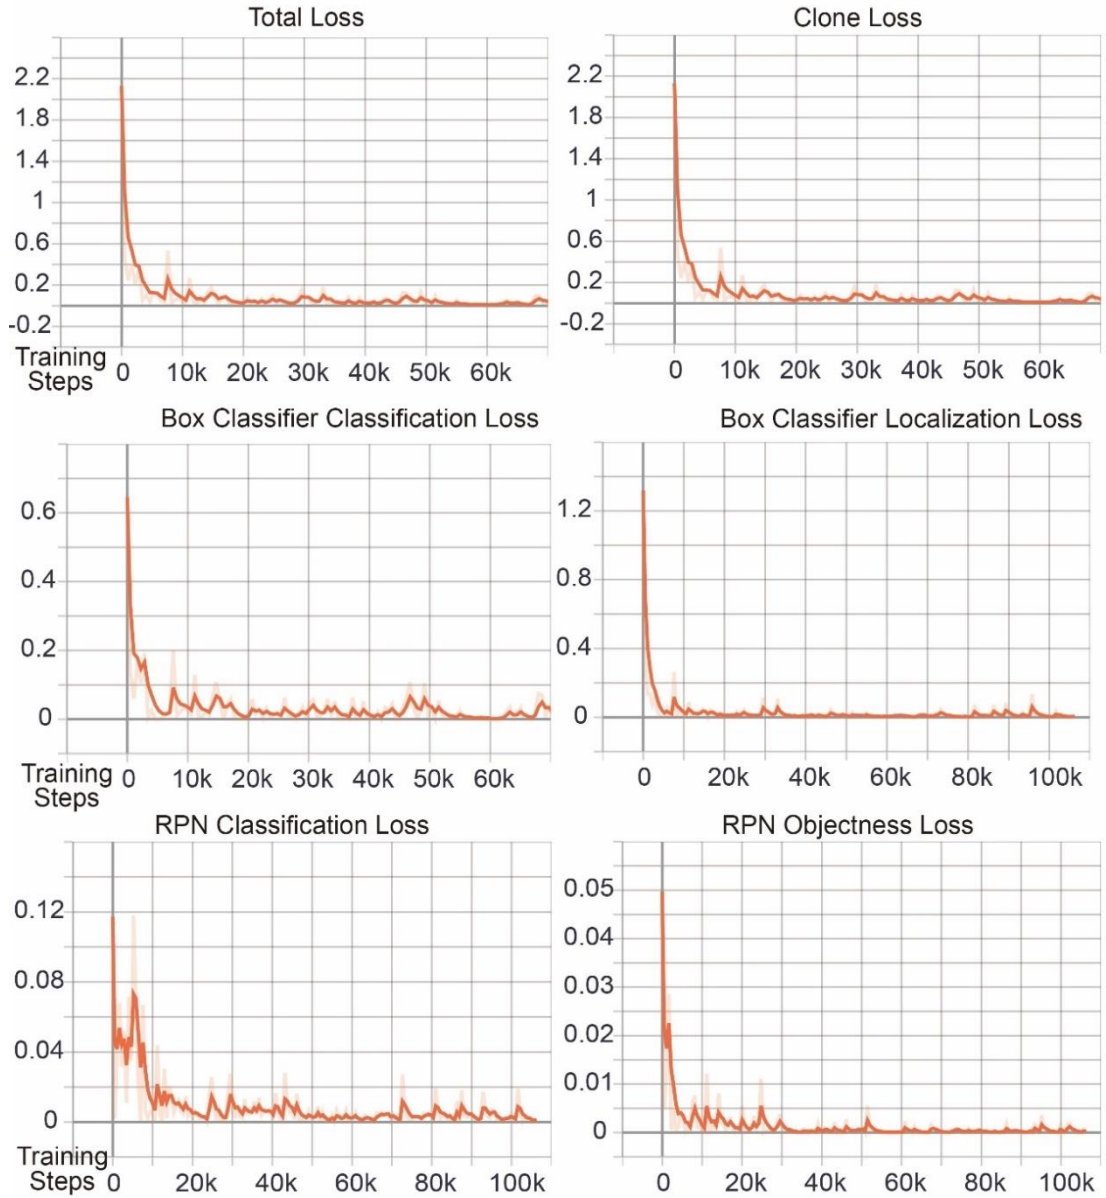 Total Loss
2.2
1.8
1.4
1
0.6
0.2
-0.2
Training
Steps
0 10k 20k 30k 40k 50k 60k
Clone Loss
2.2
1.8
1.4
1
0.6
0.2
-0.2
0 10k 20k 30k 40k 50k 60k
Box Classifier Classification Loss
0.6
0.4
0.2
0
Training
Steps
0 10k 20k 30k 40k 50k 60k
Box Classifier Localization Loss
1.2
0.8
0.4
0
0 20k 40k 60k 80k 100k
RPN Classification Loss
0.12
0.08
0.04
0
Training
Steps
0 20k 40k 60k 80k 100k
RPN Objectness Loss
0.05
0.04
0.03
0.02
0.01
0
0 20k 40k 60k 80k 100k